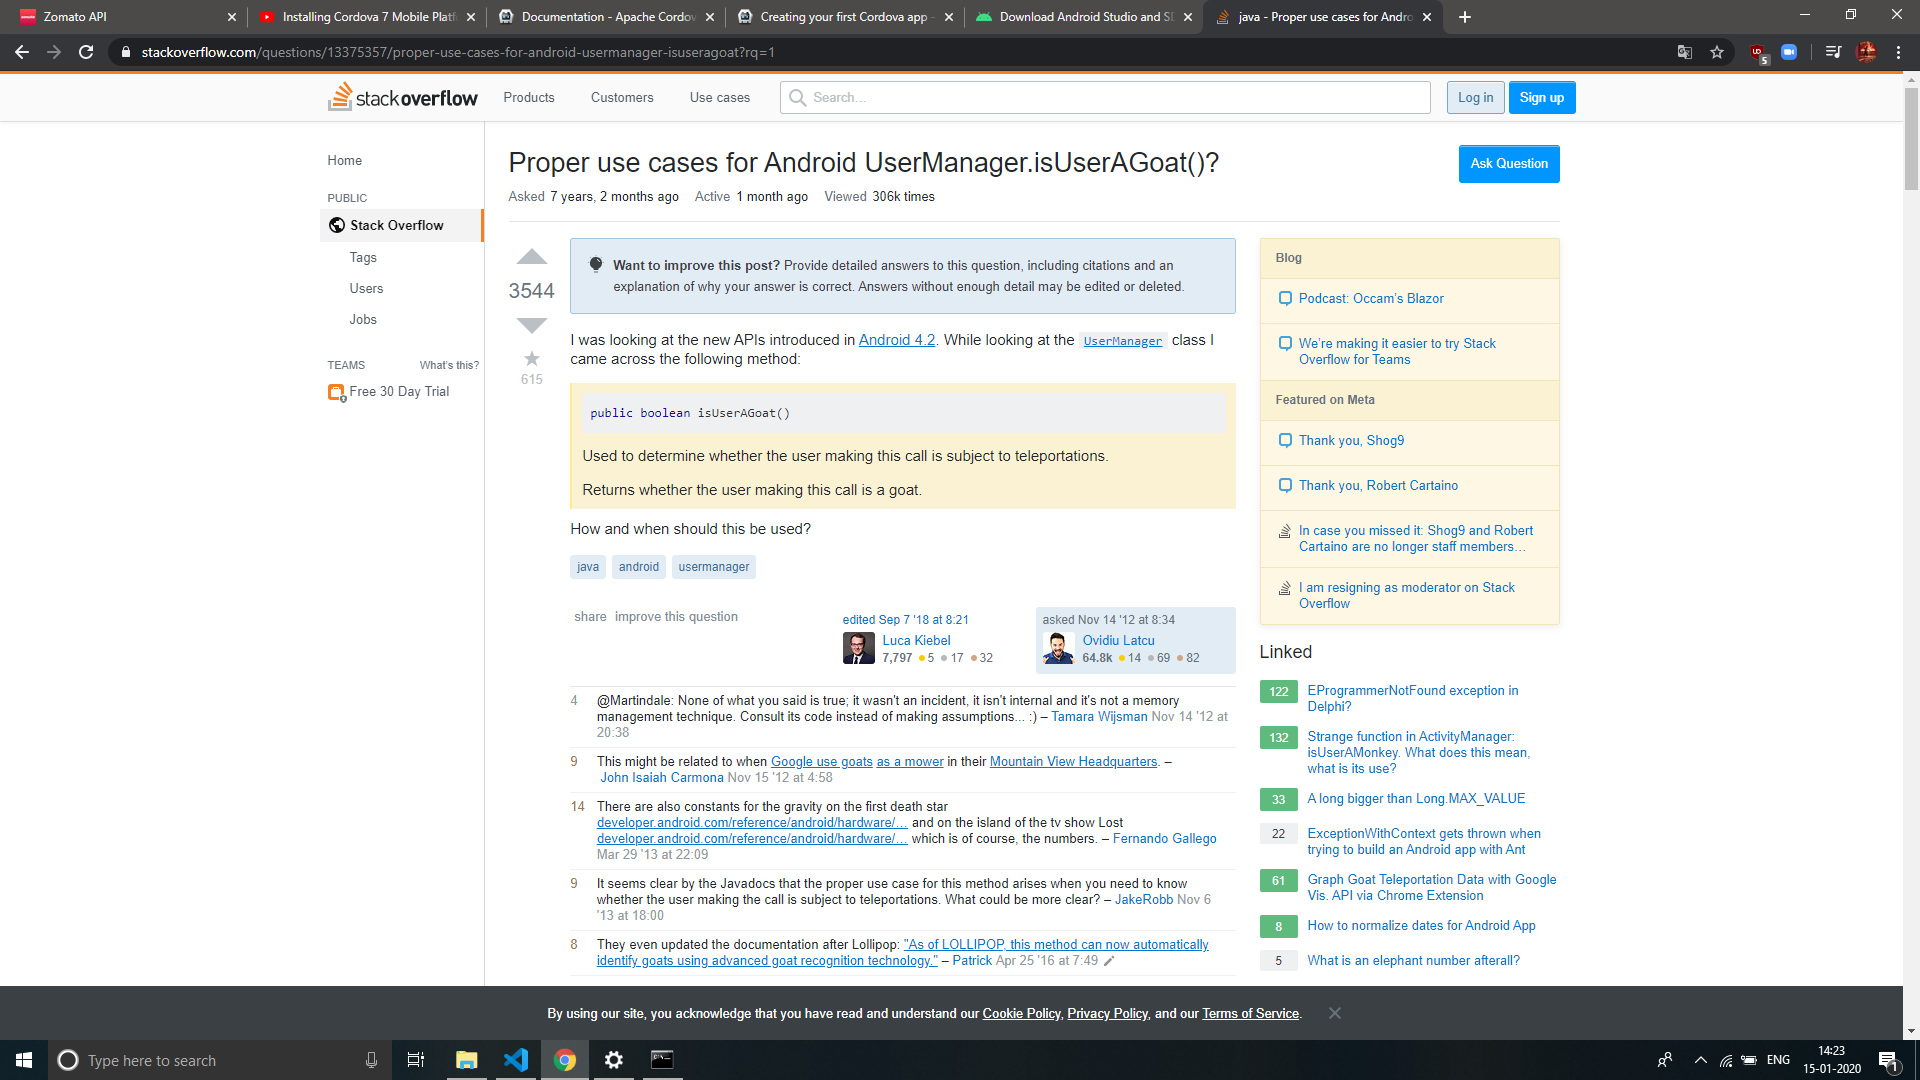 Zomato API
Installing Cordova 7 Mobile Platf
Documentation - Apache Cordov
Creating your first Cordova app -
Download Android Studio and SD
java - Proper use cases for Andro
stackoverflow.com/questions/13375357/proper-use-cases-for-android-usermanager-isuseragoat?rq=1
5
stackoverflow
Products
Customers
Use cases
Search...
Log in
Sign up
Home
PUBLIC
Stack Overflow
Tags
Users
Jobs
TEAMS
What's this?
Free 30 Day Trial
Proper use cases for Android UserManager.isUserAGoat()?
Ask Question
Asked 7 years, 2 months ago Active 1 month ago Viewed 306k times
3544
615
Want to improve this post? Provide detailed answers to this question, including citations and an
explanation of why your answer is correct. Answers without enough detail may be edited or deleted.
I was looking at the new APIs introduced in Android 4.2. While looking at the UserManager class I
came across the following method:
public boolean isUserAGoat()
Used to determine whether the user making this call is subject to teleportations.
Returns whether the user making this call is a goat.
How and when should this be used?
java android usermanager
share improve this question
edited Sep 7 '18 at 8:21
Luca Kiebel
7,797 5 17 32
asked Nov 14 '12 at 8:34
Ovidiu Latcu
64.8k 14 69 82
4 @Martindale: None of what you said is true; it wasn't an incident, it isn't internal and it's not a memory
management technique. Consult its code instead of making assumptions... :) – Tamara Wijsman Nov 14 '12 at
20:38
9 This might be related to when Google use goats as a mower in their Mountain View Headquarters. –
John Isaiah Carmona Nov 15 '12 at 4:58
14 There are also constants for the gravity on the first death star
developer.android.com/reference/android/hardware/… and on the island of the tv show Lost
developer.android.com/reference/android/hardware/… which is of course, the numbers. – Fernando Gallego
Mar 29 '13 at 22:09
9 It seems clear by the Javadocs that the proper use case for this method arises when you need to know
whether the user making the call is subject to teleportations. What could be more clear? – JakeRobb Nov 6
'13 at 18:00
8 They even updated the documentation after Lollipop: "As of LOLLIPOP, this method can now automatically
identify goats using advanced goat recognition technology." – Patrick Apr 25 '16 at 7:49
Blog
Podcast: Occam's Blazor
We're making it easier to try Stack
Overflow for Teams
Featured on Meta
Thank you, Shog9
Thank you, Robert Cartaino
In case you missed it: Shog9 and Robert
Cartaino are no longer staff members…
I am resigning as moderator on Stack
Overflow
Linked
122 EProgrammerNotFound exception in
Delphi?
132 Strange function in ActivityManager:
isUserAMonkey. What does this mean,
what is its use?
33 A long bigger than Long.MAX_VALUE
22 ExceptionWithContext gets thrown when
trying to build an Android app with Ant
61 Graph Goat Teleportation Data with Google
Vis. API via Chrome Extension
8 How to normalize dates for Android App
5 What is an elephant number afterall?
By using our site, you acknowledge that you have read and understand our Cookie Policy, Privacy Policy, and our Terms of Service.
Type here to search
ENG
14:23
15-01-2020
1